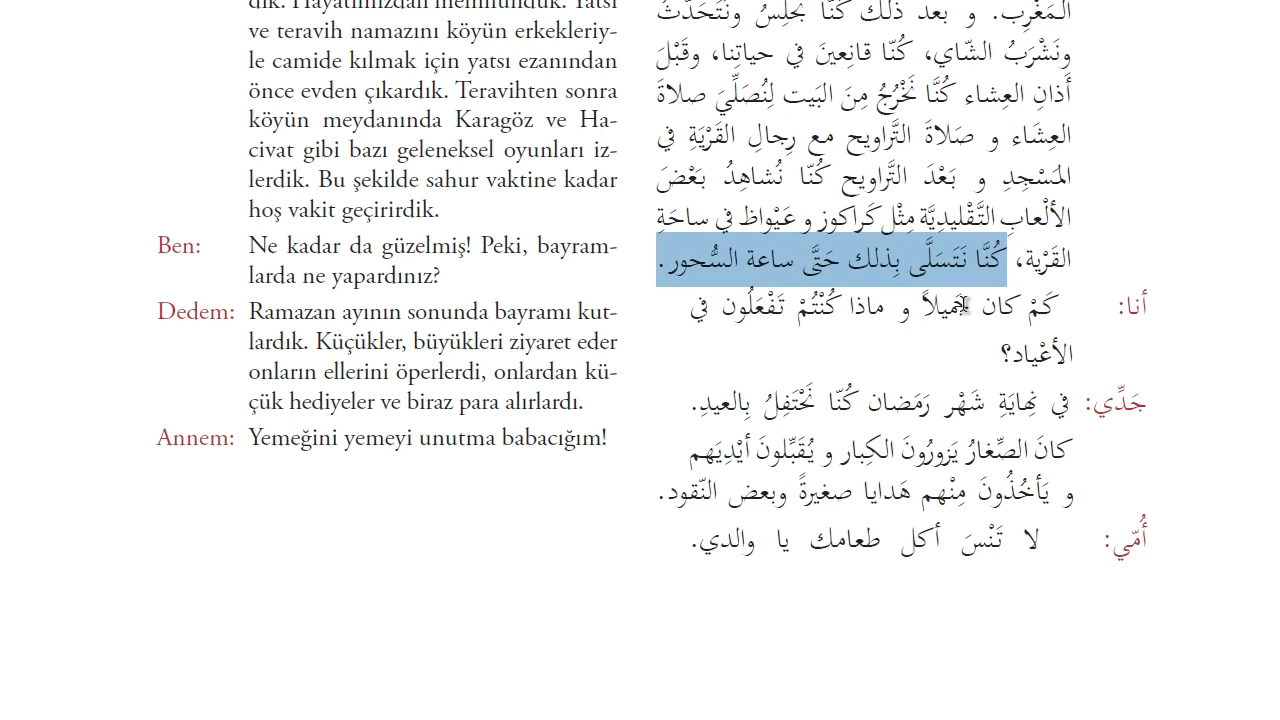 dik. Hayatımızdan memnunduk. Yatsı
ve teravih namazını köyün erkekleriy-
le camide kılmak için yatsı ezanından
önce evden çıkardık. Teravihten sonra
köyün meydanında Karagöz ve Ha-
civat gibi bazı geleneksel oyunları iz-
lerdik. Bu şekilde sahur vaktine kadar
hoş vakit geçirirdik.
Ben: Ne kadar da güzelmiş! Peki, bayram-
larda ne yapardınız?
Dedem: Ramazan ayının sonunda bayramı kut-
lardık. Küçükler, büyükleri ziyaret eder
onların ellerini öperlerdi, onlardan kü-
çük hediyeler ve biraz para alırlardı.
Annem: Yemeğini yemeyi unutma babacığım!
المَغْرِب. و بعد ذلك كُنَّا نَجْلِسُ ونَتَحَدَّثُ
ونَشْرَبُ الشّاي، كُنّا قانِعينَ في حياتِنا، وقَبْلَ
أَذانِ العِشاء كُنَّا نَخْرُجُ مِنَ البَيت لِنُصَلِّيَ صلاةَ
العِشَاء و صَلاةَ التَّراويح مع رِجالِ القَرْيَةِ في
المَسْجِدِ و بَعْدَ التَّراويح كُنّا نُشاهِدُ بَعْضَ
الألْعابِ التَّقْليدِيَّة مِثْل كَراكوز و عَيْواظ في ساحَةِ
القَرْية، كُنَّا نَتَسَلَّى بِذلك حَتَّى ساعة السُّحور.
أنا: كَمْ كان جَميلاً و ماذا كُنْتُمْ تَفْعَلُون في
الأعْياد؟
جَدِّي: في نِهايَةِ شَهْر رَمَضان كُنّا نَحْتَفِلُ بِالعيدِ.
كانَ الصِّغارُ يَزورُونَ الكِبار و يُقَبِّلونَ أيْدِيَهم
و يَأخُذُونَ مِنْهم هَدايا صغيرةً وبعض النّقود.
أُمّي: لا تَنْسَ أكل طعامك يا والدي.